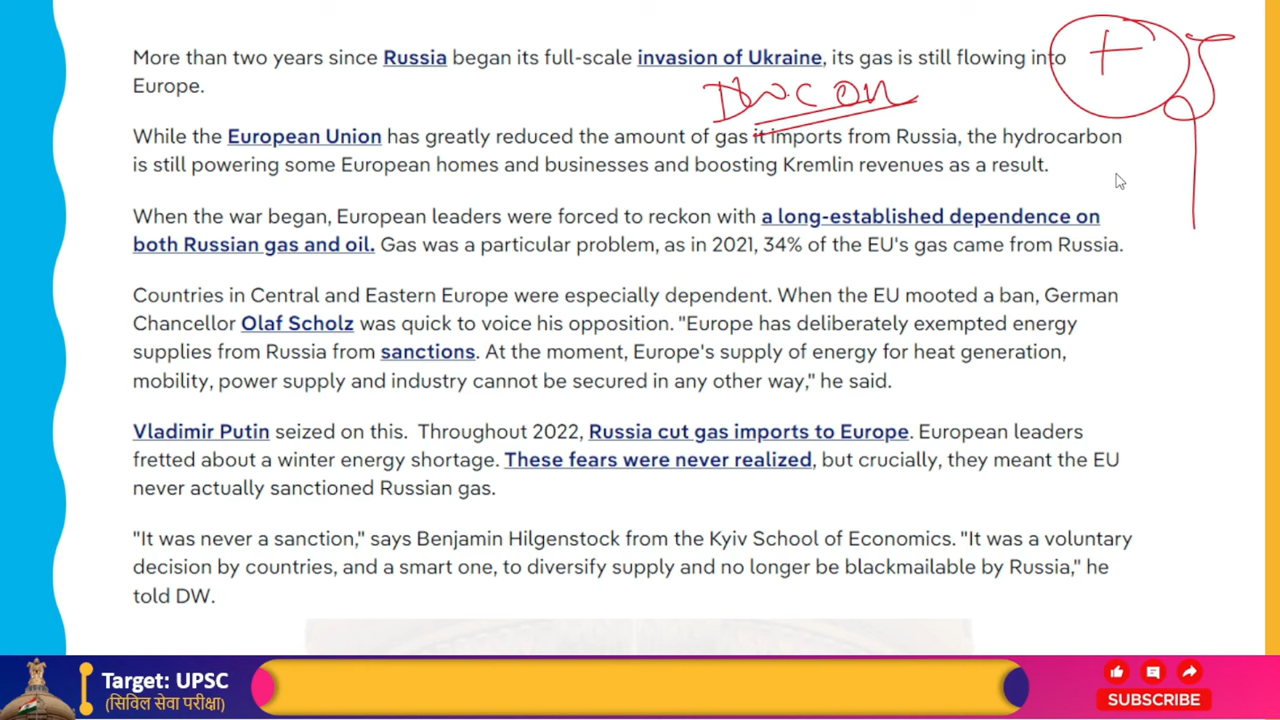 More than two years since Russia began its full-scale invasion of Ukraine, its gas is still flowing into
Europe.
While the European Union has greatly reduced the amount of gas it imports from Russia, the hydrocarbon
is still powering some European homes and businesses and boosting Kremlin revenues as a result.
When the war began, European leaders were forced to reckon with a long-established dependence on
both Russian gas and oil. Gas was a particular problem, as in 2021, 34% of the EU's gas came from Russia.
Countries in Central and Eastern Europe were especially dependent. When the EU mooted a ban, German
Chancellor Olaf Scholz was quick to voice his opposition. "Europe has deliberately exempted energy
supplies from Russia from sanctions. At the moment, Europe's supply of energy for heat generation,
mobility, power supply and industry cannot be secured in any other way," he said.
Vladimir Putin seized on this.  Throughout 2022, Russia cut gas imports to Europe. European leaders
fretted about a winter energy shortage. These fears were never realized, but crucially, they meant the EU
never actually sanctioned Russian gas.
"It was never a sanction," says Benjamin Hilgenstock from the Kyiv School of Economics. "It was a voluntary
decision by countries, and a smart one, to diversify supply and no longer be blackmailable by Russia," he
told DW.
Target: UPSC
(सिविल सेवा परीक्षा)
SUBSCRIBE